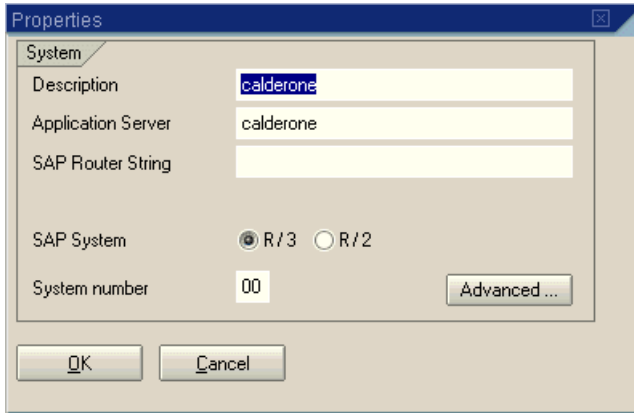 Properties
System
Description calderone
Application Server calderone
SAP Router String
SAP System R/3 R/2
System number 00 Advanced ...
OK Cancel